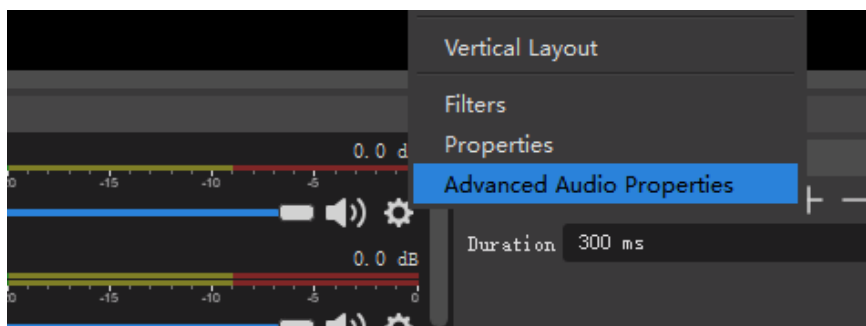 Vertical Layout
Filters
Properties
Advanced Audio Properties
0.0 d
-15 -10 -5
Duration 300 ms
0.0 dB
-15 -10 -5 0